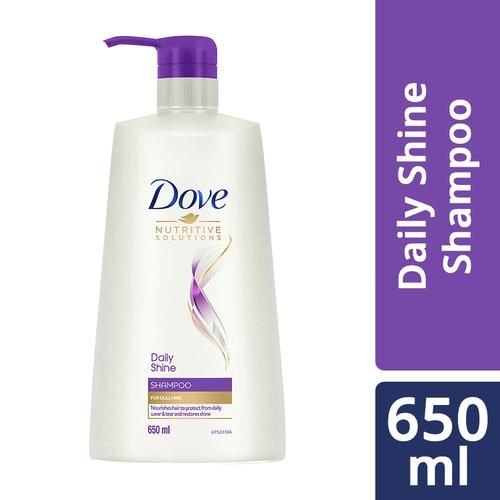 Dove
NUTRITIVE
SOLUTIONS
Daily
Shine
SHAMPOO
FOR DULL HAIR
Nourishes hair to protect from daily
wear & tear and restores shine
650 ml
67522366
Daily Shine
Shampoo
650
ml